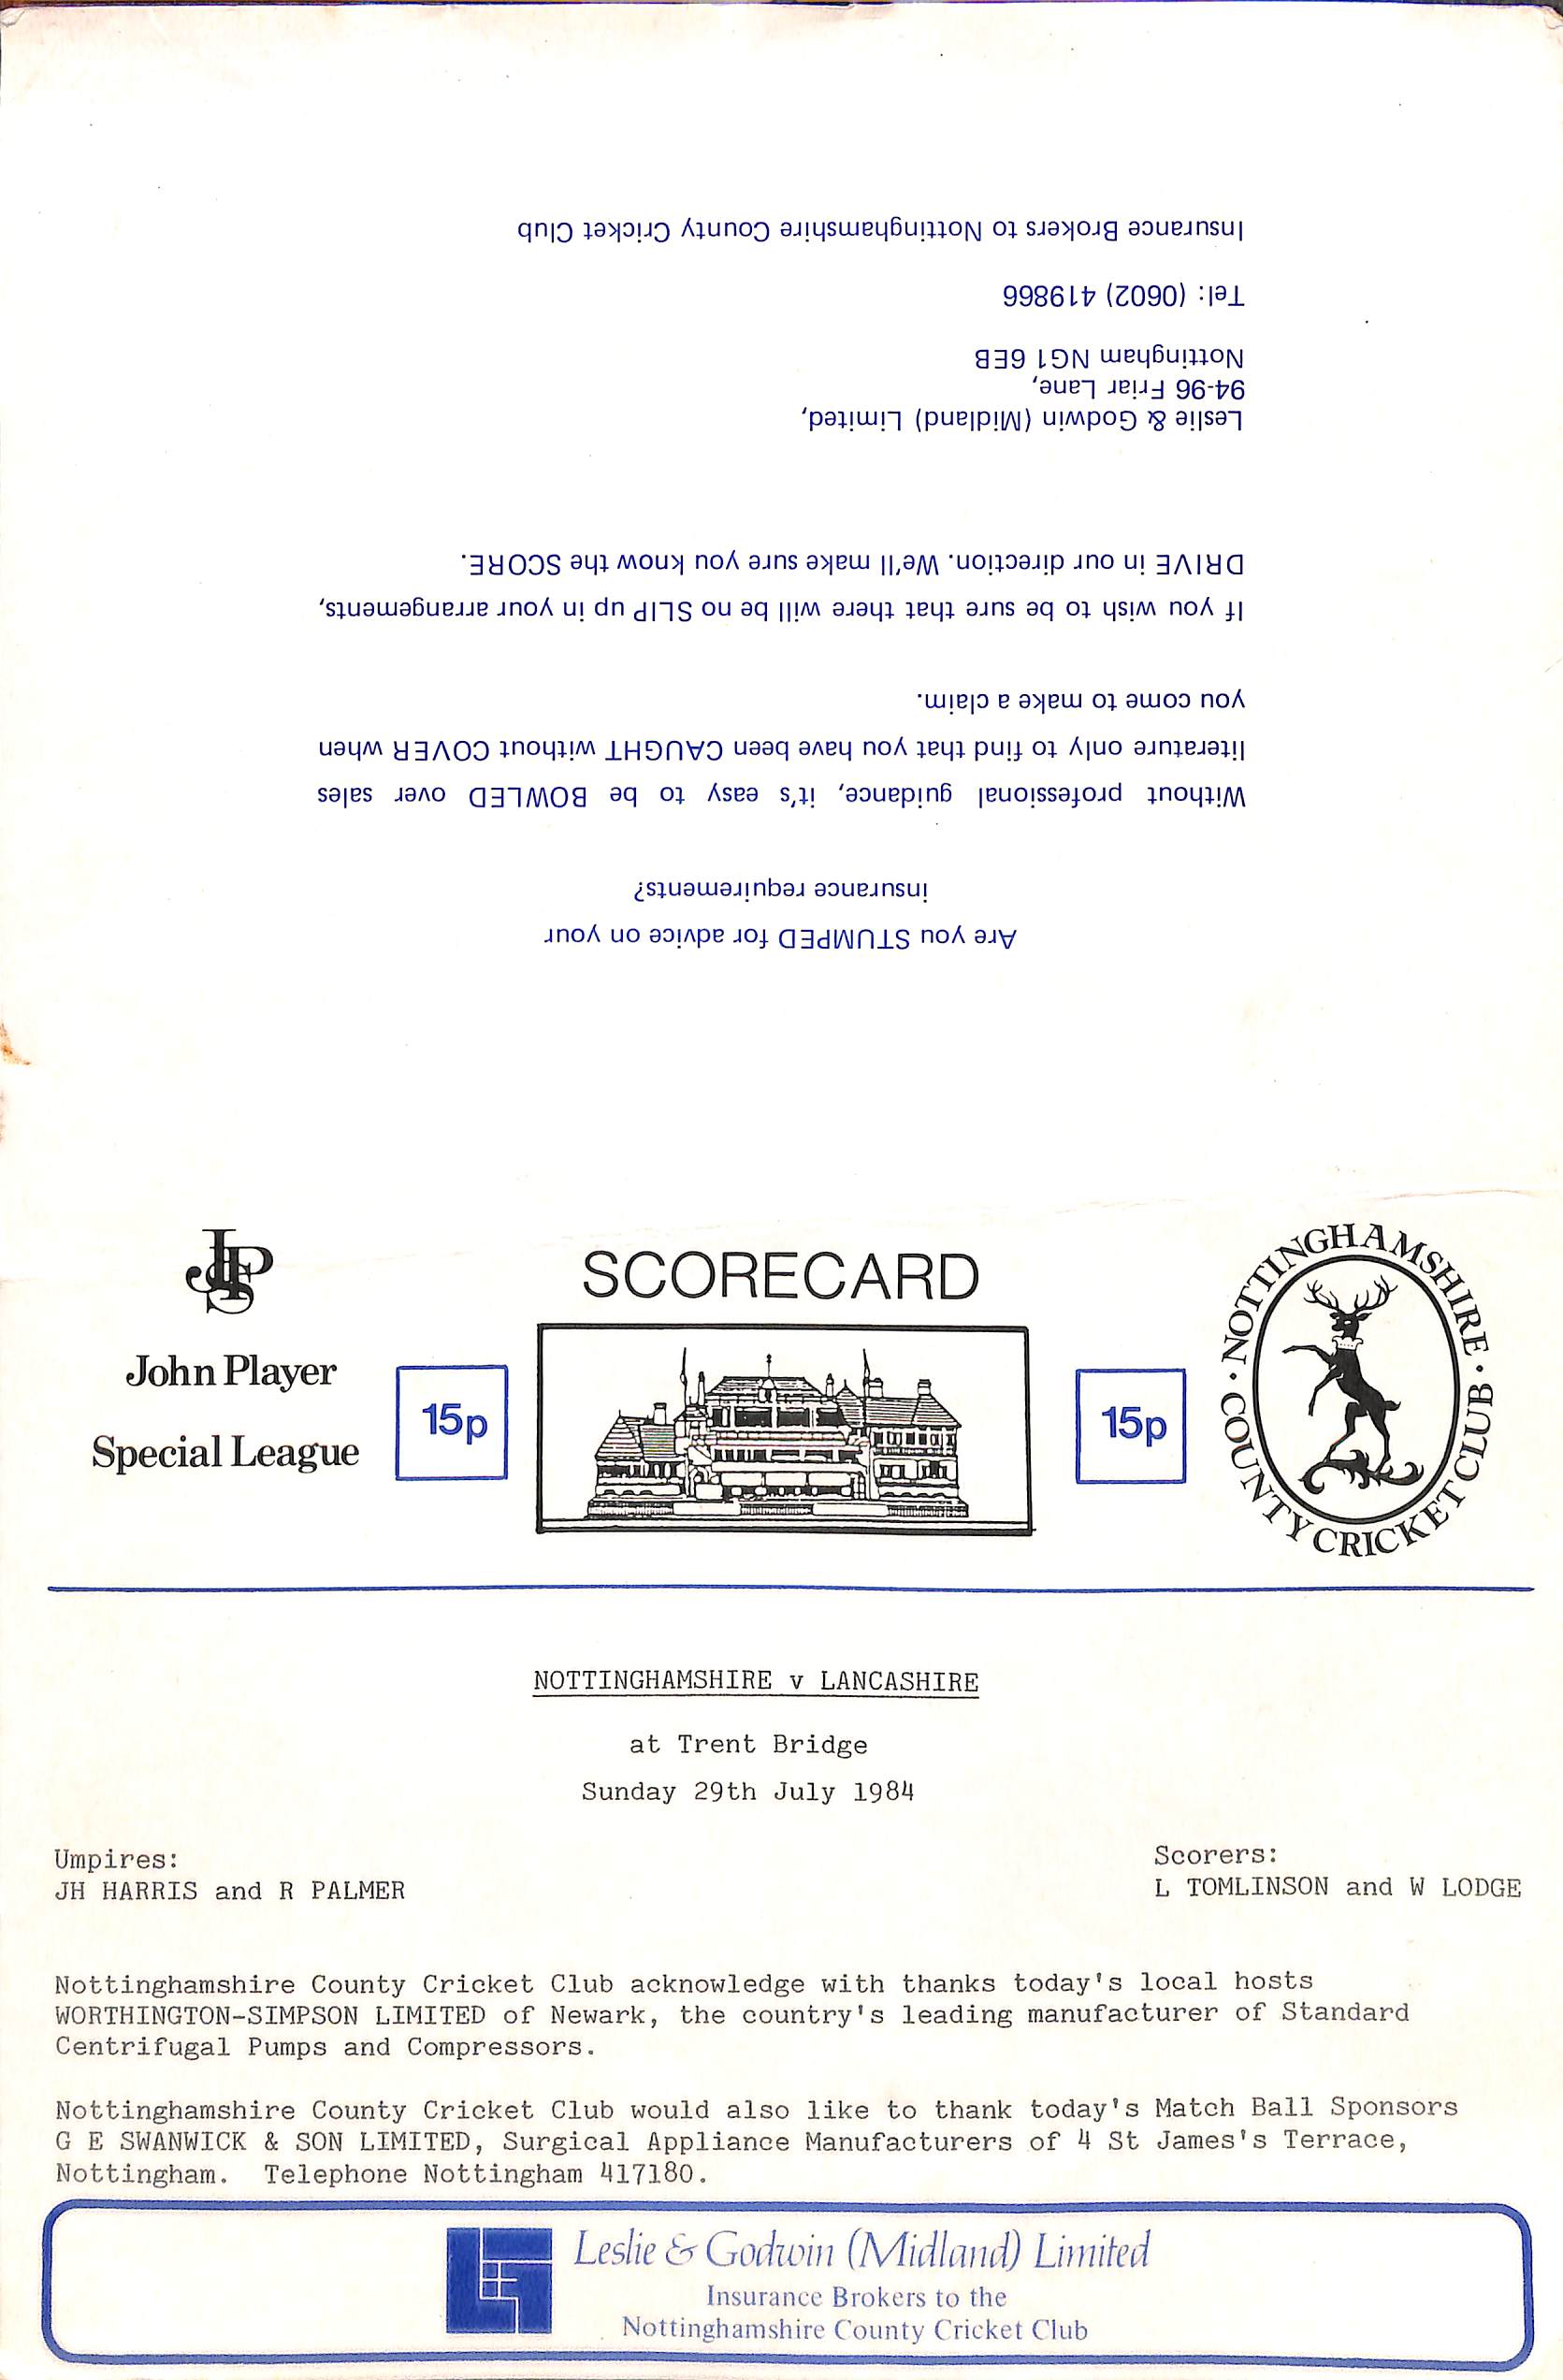 Are you STUMPED for advice on your
insurance requirements?
Without professional guidance, it's easy to be BOWLED over sales
literature only to find that you have been CAUGHT without COVER when
you come to make a claim.
If you wish to be sure that there will be no SLIP up in your arrangements,
DRIVE in our direction. We'll make sure you know the SCORE.
Leslie & Godwin (Midland) Limited,
94-96 Friar Lane,
Nottingham NG1 6EB
Tel: (0602) 419866
Insurance Brokers to Nottinghamshire County Cricket Club
JPS
John Player
Special League
15p
SCORECARD
15p
NOTTINGHAMSHIRE · COUNTY CRICKET CLUB ·
NOTTINGHAMSHIRE v LANCASHIRE
at Trent Bridge
Sunday 29th July 1984
Umpires:
JH HARRIS and R PALMER
Scorers:
L TOMLINSON and W LODGE
Nottinghamshire County Cricket Club acknowledge with thanks today's local hosts
WORTHINGTON-SIMPSON LIMITED of Newark, the country's leading manufacturer of Standard
Centrifugal Pumps and Compressors.
Nottinghamshire County Cricket Club would also like to thank today's Match Ball Sponsors
G E SWANWICK & SON LIMITED, Surgical Appliance Manufacturers of 4 St James's Terrace,
Nottingham. Telephone Nottingham 417180.
Leslie & Godwin (Midland) Limited
Insurance Brokers to the
Nottinghamshire County Cricket Club